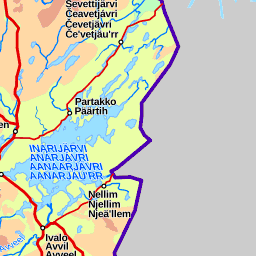 Sevettijärvi
Čeavetjávri
Čevetjävri
Če'vetjäu'rr
Partakko
Päärtih
en
INARIJÄRVI
ANÁRJÁVRI
AANAARJÄVRI
AANARJÄU'RR
Nellim
Njellim
Njeä'llem
Ivalo
Avvil
Avveel
Avveel